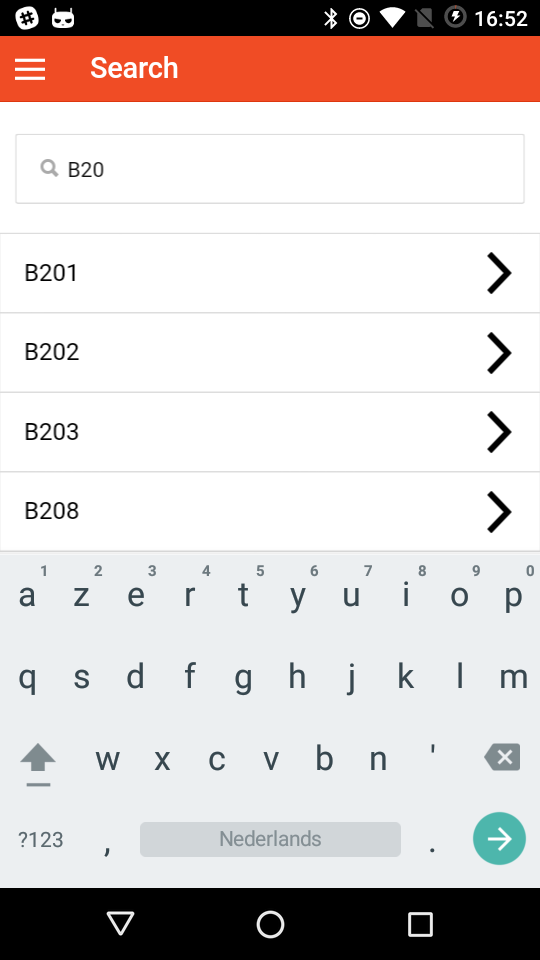 16:52
Search
B20
B201
B202
B203
B208
1 2 3 4 5 6 7 8 9 0
a z e r t y u i o p
q s d f g h j k l m
w x c v b n '
?123 , Nederlands .